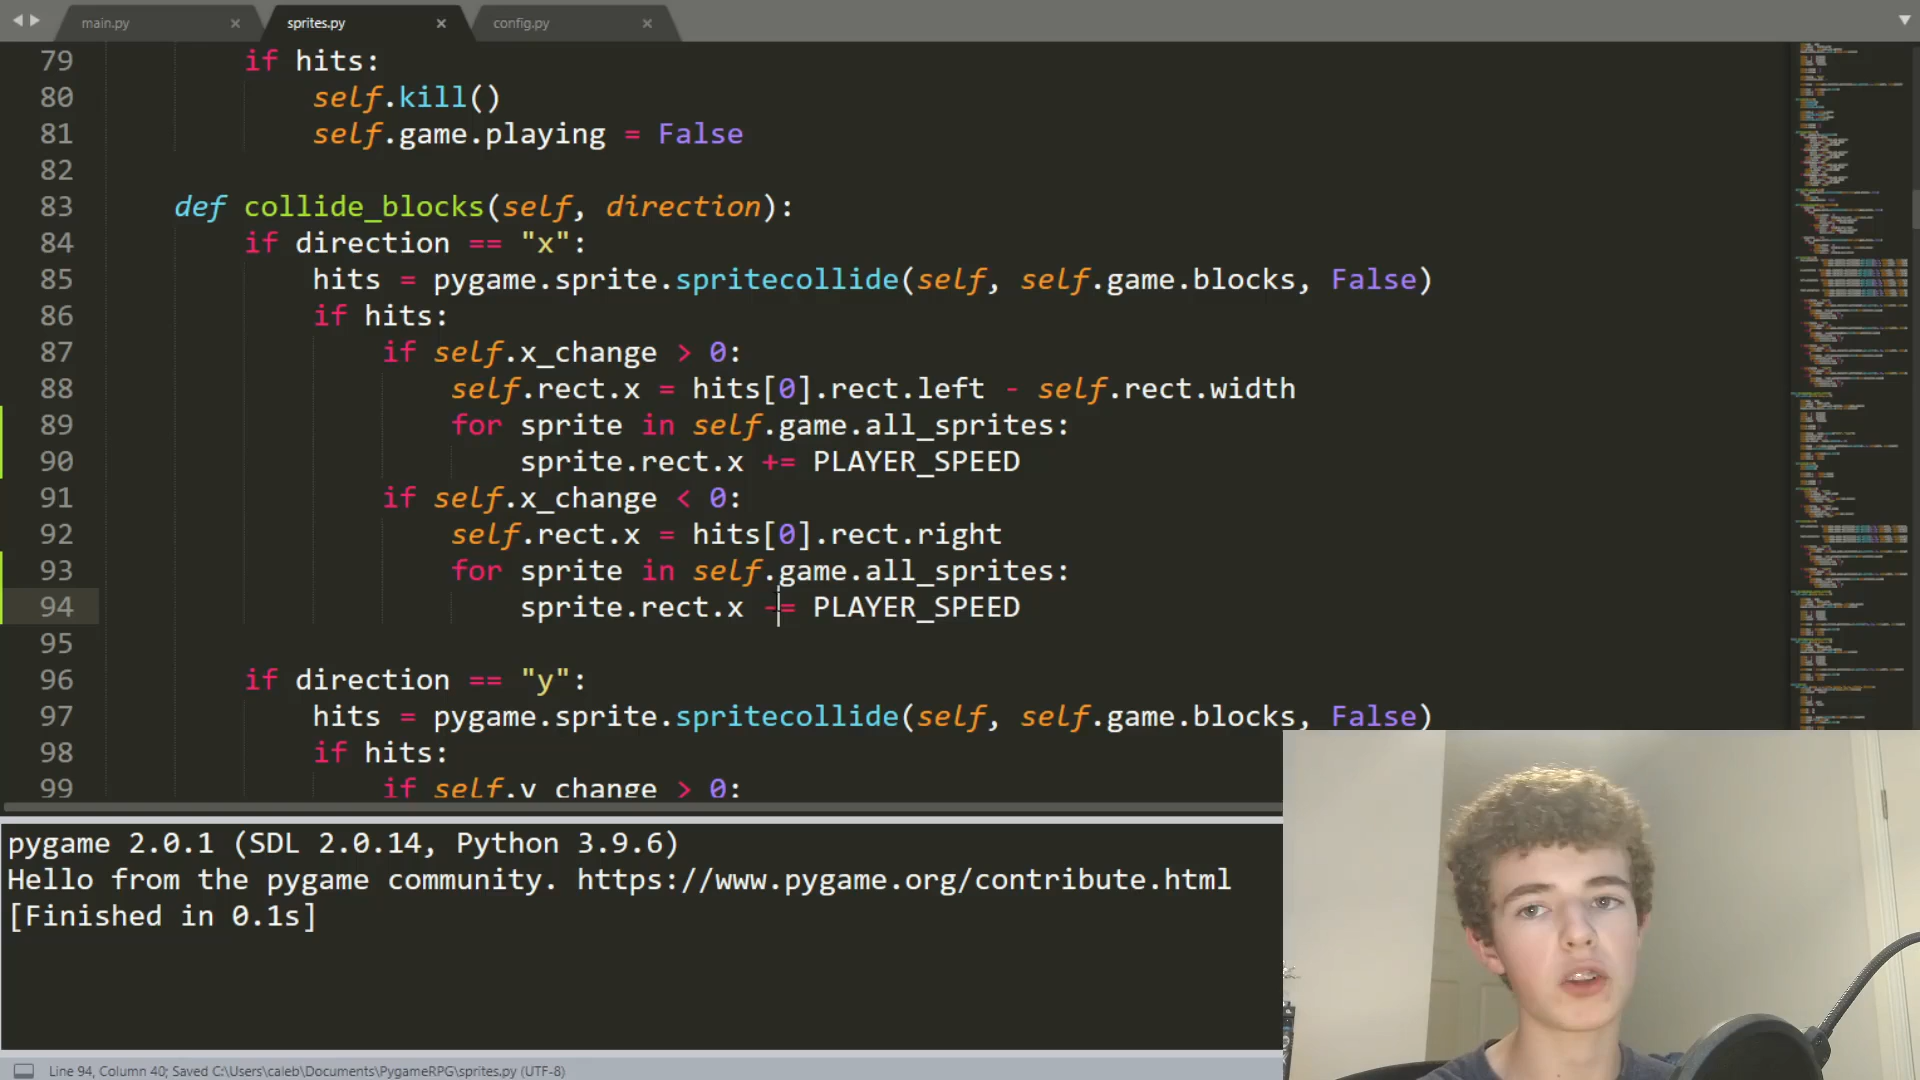 main.py × sprites.py × config.py ×
79 if hits:
80 self.kill()
81 self.game.playing = False
82
83 def collide_blocks(self, direction):
84 if direction == "x":
85 hits = pygame.sprite.spritecollide(self, self.game.blocks, False)
86 if hits:
87 if self.x_change > 0:
88 self.rect.x = hits[0].rect.left - self.rect.width
89 for sprite in self.game.all_sprites:
90 sprite.rect.x += PLAYER_SPEED
91 if self.x_change < 0:
92 self.rect.x = hits[0].rect.right
93 for sprite in self.game.all_sprites:
94 sprite.rect.x -= PLAYER_SPEED
95
96 if direction == "y":
97 hits = pygame.sprite.spritecollide(self, self.game.blocks, False)
98 if hits:
99 if self.y_change > 0:
pygame 2.0.1 (SDL 2.0.14, Python 3.9.6)
Hello from the pygame community. https://www.pygame.org/contribute.html
[Finished in 0.1s]
Line 94, Column 40; Saved C:\Users\caleb\Documents\PygameRPG\sprites.py (UTF-8)